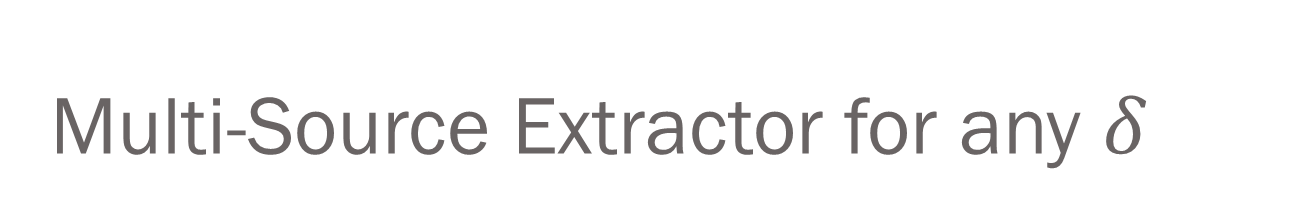 Multi-Source Extractor for any δ